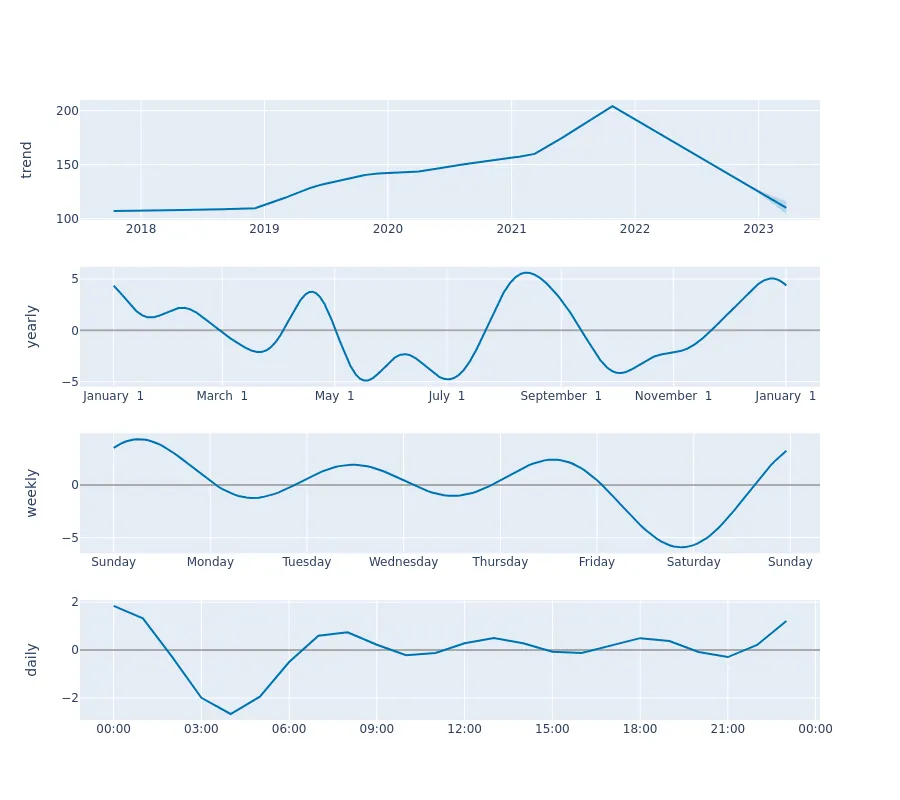 trend
200
150
100
2018 2019 2020 2021 2022 2023
yearly
5
0
−5
January 1 March 1 May 1 July 1 September 1 November 1 January 1
weekly
0
−5
Sunday Monday Tuesday Wednesday Thursday Friday Saturday Sunday
daily
2
0
−2
00:00 03:00 06:00 09:00 12:00 15:00 18:00 21:00 00:00